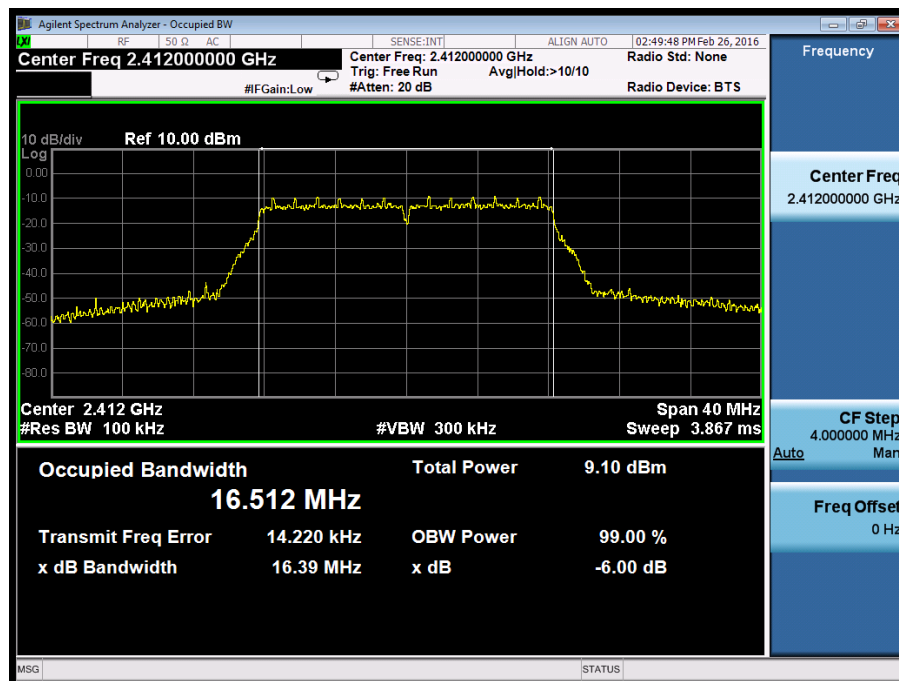 Agilent Spectrum Analyzer - Occupied BW
LXI RF 50 Ω AC SENSE:INT ALIGN AUTO 02:49:48 PM Feb 26, 2016
Center Freq 2.412000000 GHz
Center Freq: 2.412000000 GHz Radio Std: None
Trig: Free Run Avg|Hold:>10/10
#IFGain:Low #Atten: 20 dB Radio Device: BTS
Frequency
10 dB/div Ref 10.00 dBm
Log
0.00
-10.0
-20.0
-30.0
-40.0
-50.0
-60.0
-70.0
-80.0
Center 2.412 GHz Span 40 MHz
#Res BW 100 kHz #VBW 300 kHz Sweep 3.867 ms
Center Freq
2.412000000 GHz
CF Step
4.000000 MHz
Auto Man
Freq Offset
0 Hz
Occupied Bandwidth Total Power 9.10 dBm
16.512 MHz
Transmit Freq Error 14.220 kHz OBW Power 99.00 %
x dB Bandwidth 16.39 MHz x dB -6.00 dB
MSG STATUS